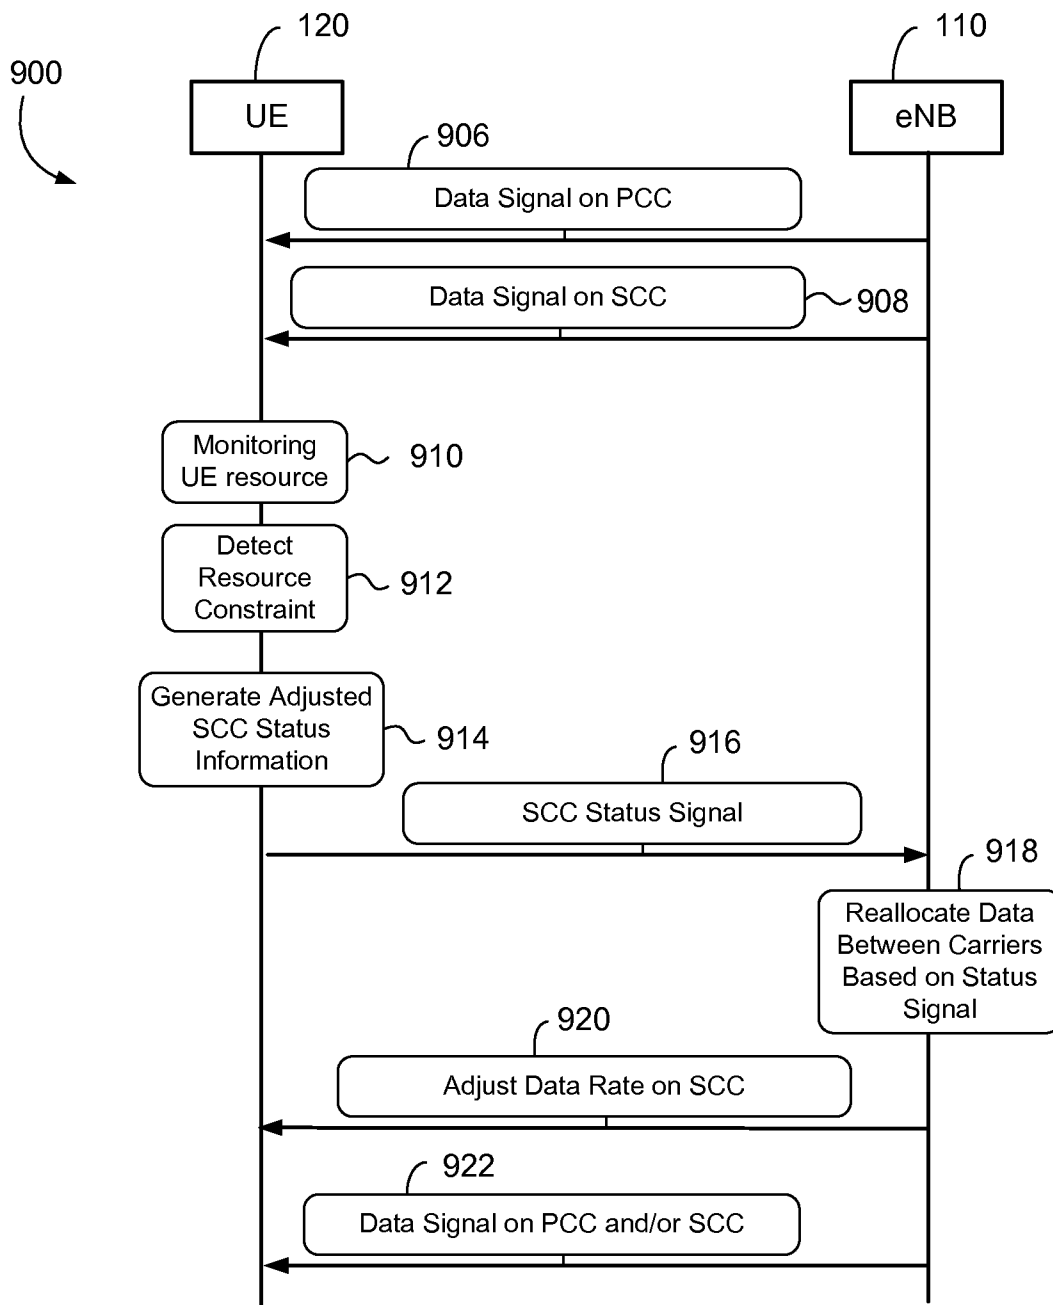 120
110
900
UE
eNB
906
Data Signal on PCC
Data Signal on SCC
908
Monitoring
UE resource
910
Detect
Resource
Constraint
912
Generate Adjusted
SCC Status
Information
914
916
SCC Status Signal
918
Reallocate Data
Between Carriers
Based on Status
Signal
920
Adjust Data Rate on SCC
922
Data Signal on PCC and/or SCC